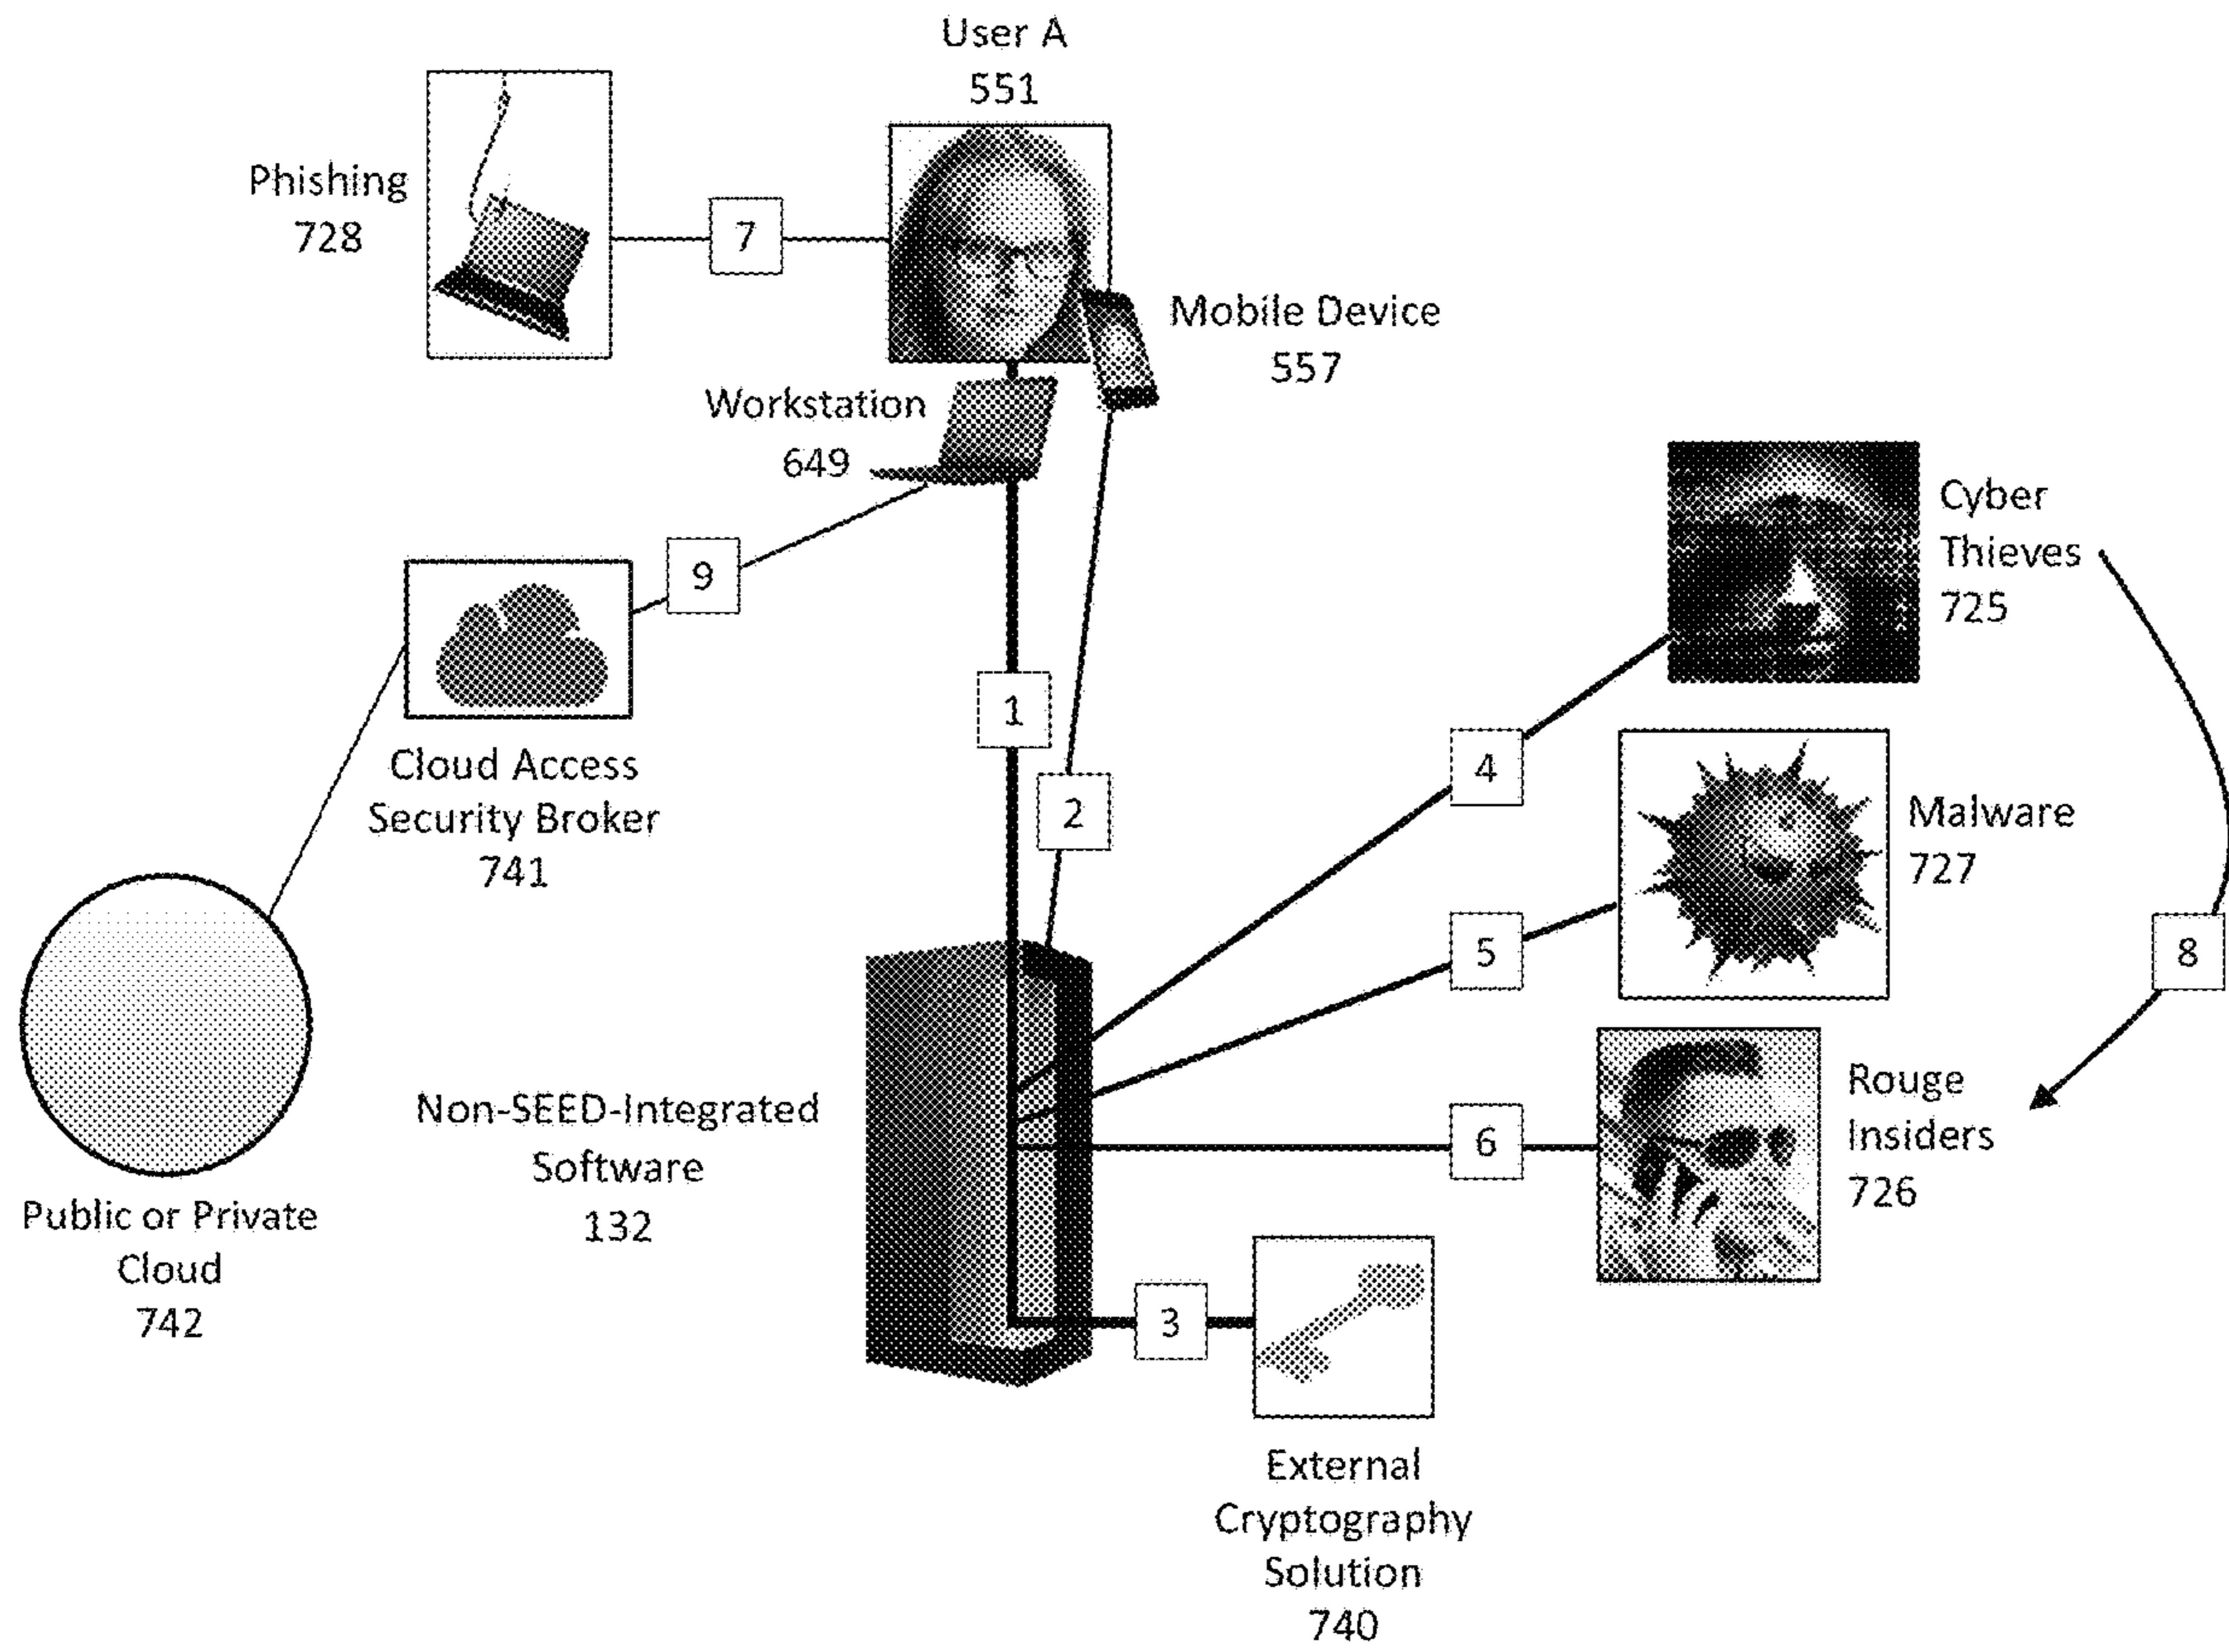 User A
551
Phishing
728
7
Mobile Device
557
Workstation
649
Cyber
Thieves
725
9
1
4
Cloud Access
Security Broker
741
2
Malware
727
5
8
Non-SEED-Integrated
Software
132
6
Rouge
Insiders
726
Public or Private
Cloud
742
3
External
Cryptography
Solution
740